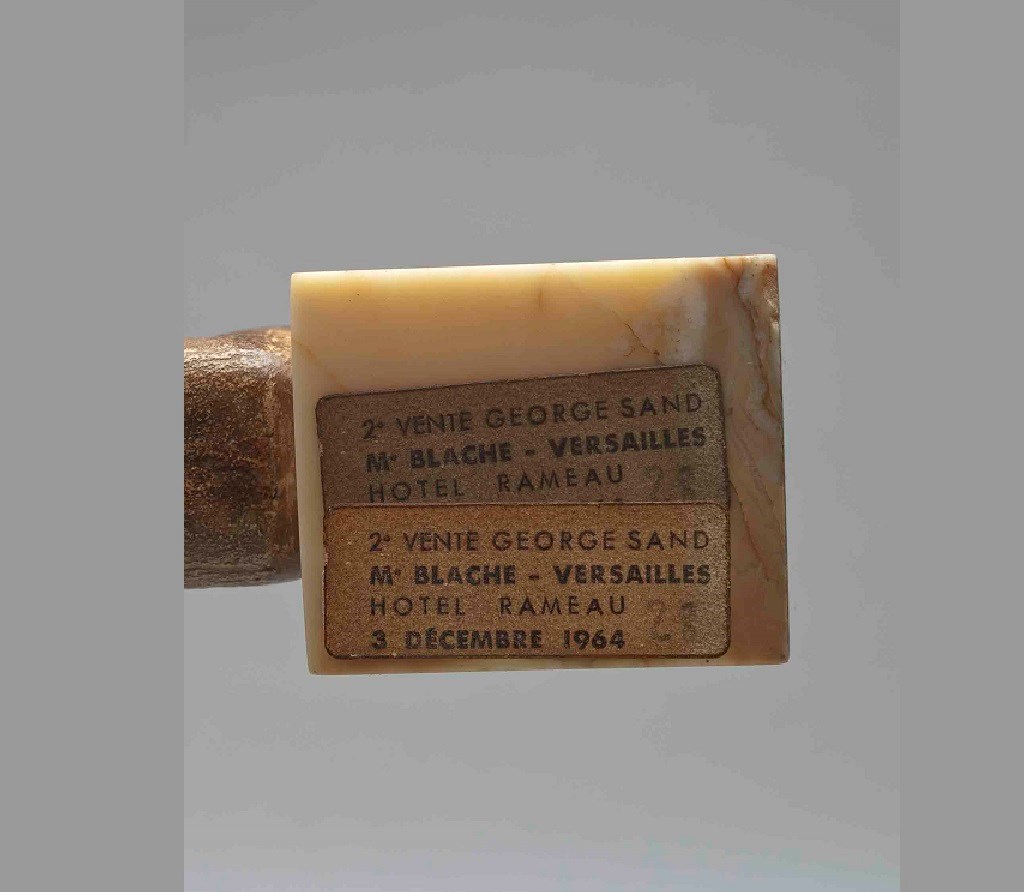 2e VENTE GEORGE SAND
Me BLACHE - VERSAILLES
HOTEL RAMEAU
2e VENTE GEORGE SAND
Me BLACHE - VERSAILLES
HOTEL RAMEAU
3 DÉCEMBRE 1964